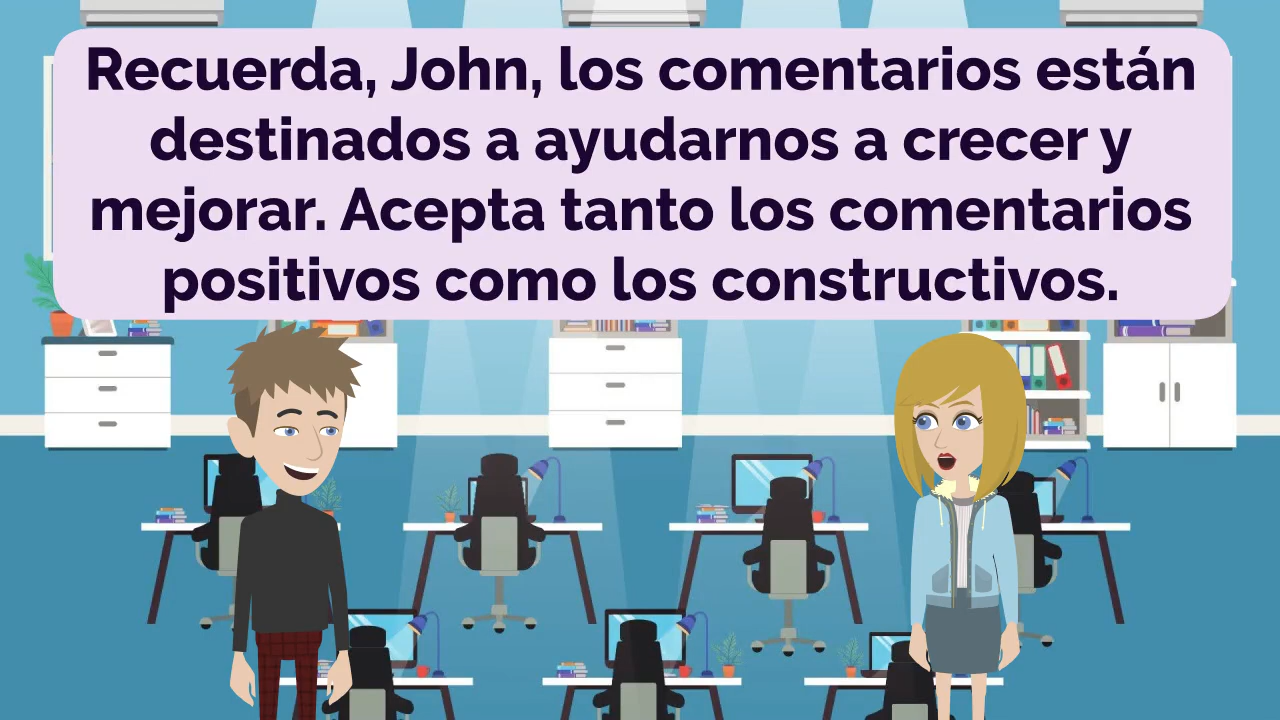 Recuerda, John, los comentarios están
destinados a ayudarnos a crecer y
mejorar. Acepta tanto los comentarios
positivos como los constructivos.